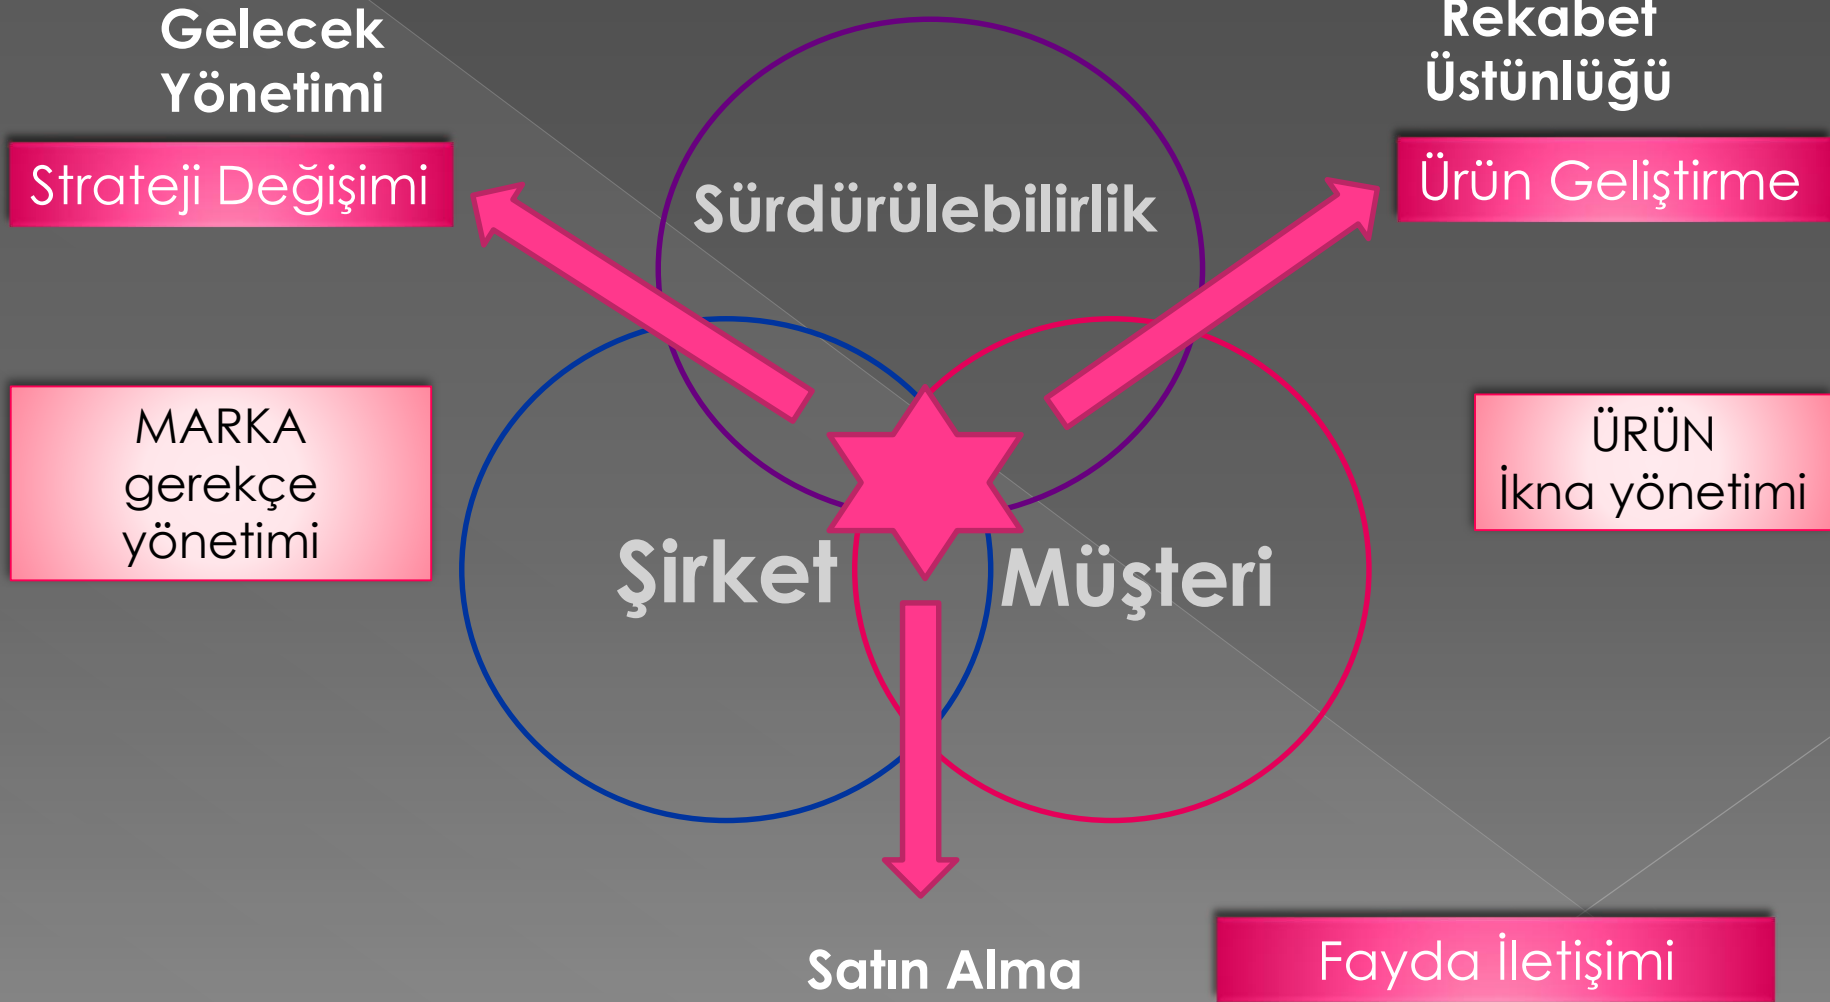 Gelecek
Yönetimi
Rekabet
Üstünlüğü
Strateji Değişimi
Sürdürülebilirlik
Ürün Geliştirme
MARKA
gerekçe
yönetimi
ÜRÜN
İkna yönetimi
Şirket
Müşteri
Satın Alma
Fayda İletişimi